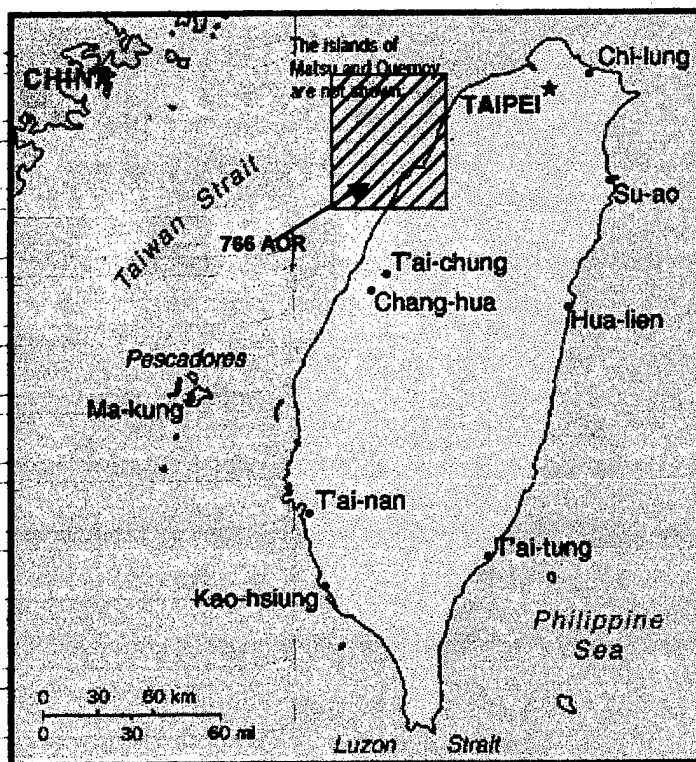 The islands of
Matsu and Quemoy
are not shown.
CHINA
Chi-lung
TAIPEI
Su-ao
Taiwan Strait
766 AOR
T'ai-chung
Chang-hua
Hua-lien
Pescadores
Ma-kung
T'ai-nan
T'ai-tung
Kao-hsiung
Philippine
Sea
0 30 60 km
0 30 60 mi
Luzon Strait